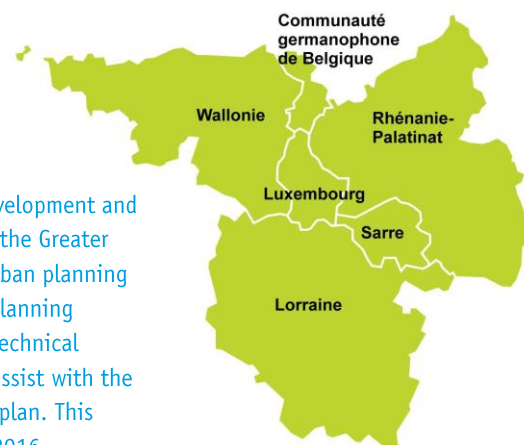 Communauté
germanophone
de Belgique
Wallonie
Rhénanie-
Palatinat
Luxembourg
Sarre
Lorraine
velopment and
the Greater
ban planning
lanning
echnical
ssist with the
plan. This